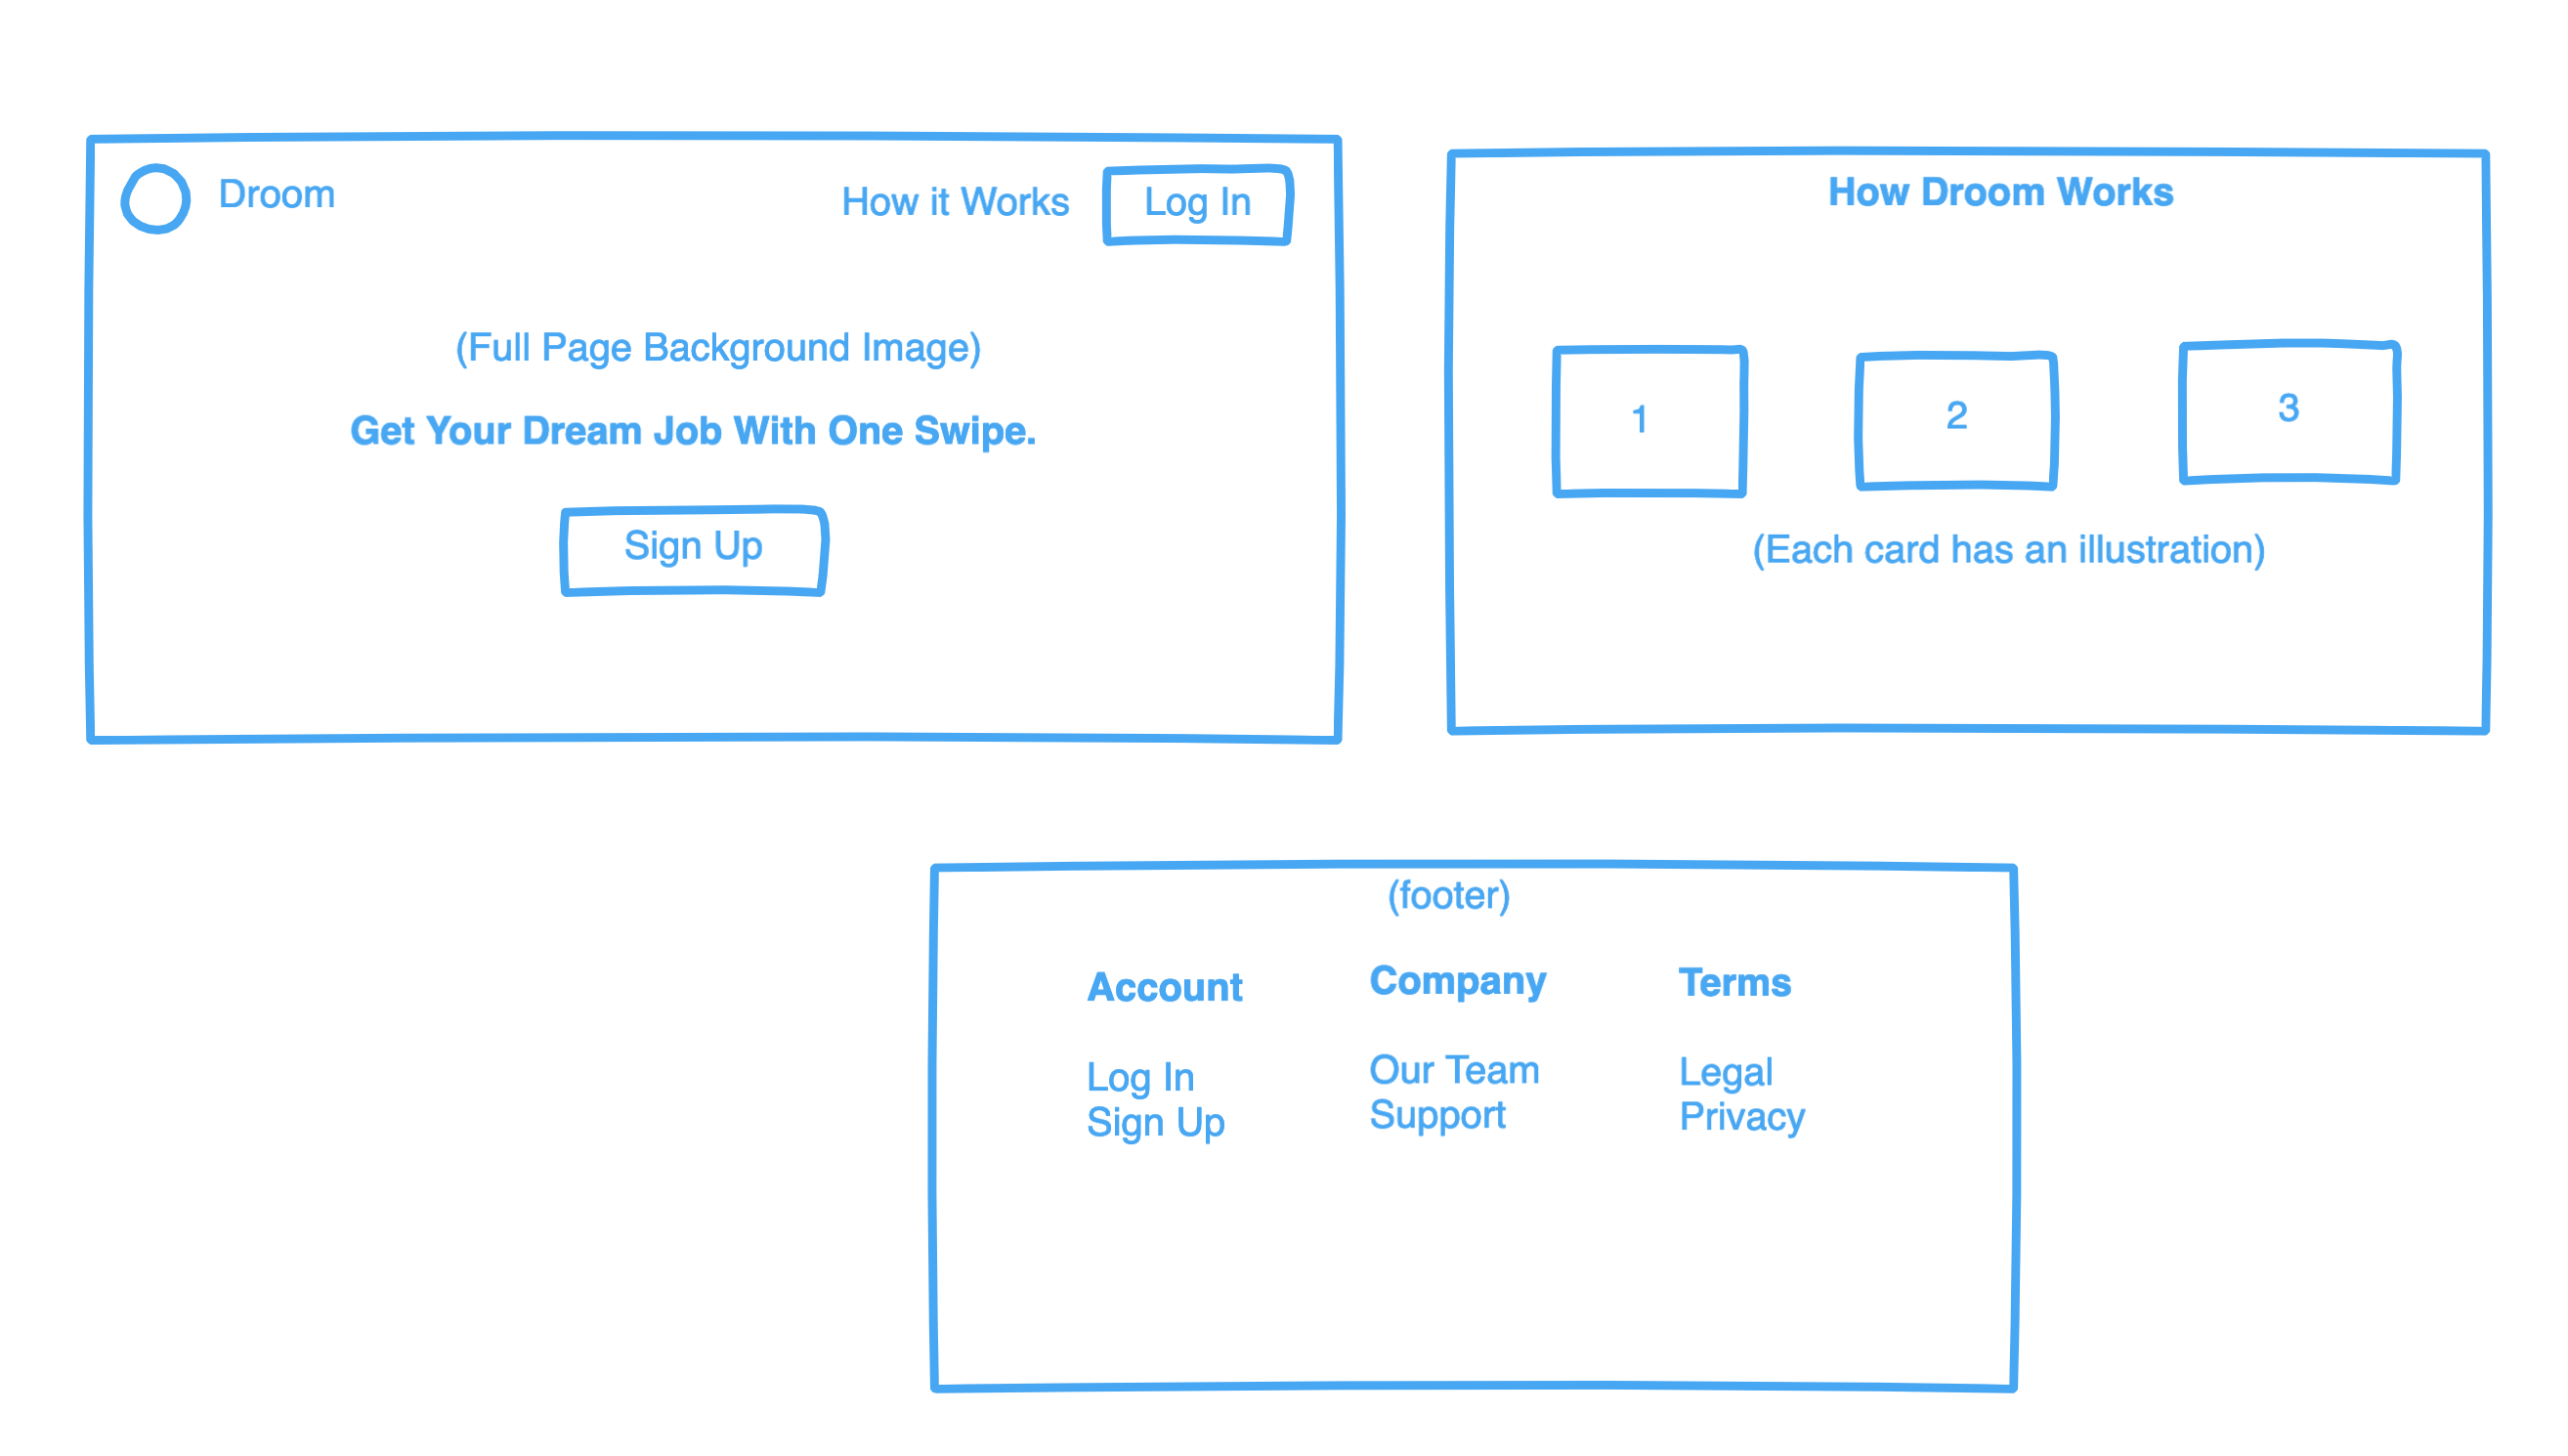 Droom
How it Works
Log In
(Full Page Background Image)
Get Your Dream Job With One Swipe.
Sign Up
How Droom Works
1
2
3
(Each card has an illustration)
(footer)
Account
Log In
Sign Up
Company
Our Team
Support
Terms
Legal
Privacy